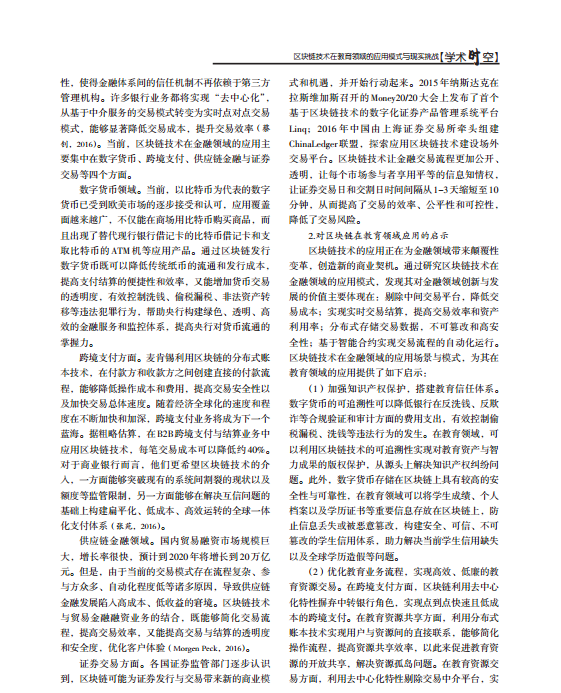 区块链技术在教育领域的应用模式与现实挑战【学术时空】
性，使得金融体系间的信任机制不再依赖于第三方
管理机构。许多银行业务都将实现“去中心化”，
从基于中介服务的交易模式转变为实时点对点交易
模式，能够显著降低交易成本，提升交易效率（蔡
钊，2016）。当前，区块链技术在金融领域的应用主
要集中在数字货币、跨境支付、供应链金融与证券
交易等四个方面。
数字货币领域。当前，以比特币为代表的数字
货币已受到欧美市场的逐步接受和认可，应用覆盖
面越来越广，不仅能在商场用比特币购买商品，而
且出现了替代现行银行借记卡的比特币借记卡和支
取比特币的ATM机等应用产品。通过区块链发行
数字货币既可以降低传统纸币的流通和发行成本，
提高支付结算的便捷性和效率，又能增加货币交易
的透明度，有效控制洗钱、偷税漏税、非法资产转
移等违法犯罪行为，帮助央行构建绿色、透明、高
效的金融服务和监控体系，提高央行对货币流通的
掌握力。
跨境支付方面。麦肯锡利用区块链的分布式账
本技术，在付款方和收款方之间创建直接的付款流
程，能够降低操作成本和费用，提高交易安全性以
及加快交易总体速度。随着经济全球化的速度和程
度在不断加快和加深，跨境支付业务将成为下一个
蓝海。据粗略估算，在B2B跨境支付与结算业务中
应用区块链技术，每笔交易成本可以降低约40%。
对于商业银行而言，他们更希望区块链技术的介
入，一方面能够突破现有的系统间割裂的现状以及
额度等监管限制，另一方面能够在解决互信问题的
基础上构建扁平化、低成本、高效运转的全球一体
化支付体系（张苑，2016）。
供应链金融领域。国内贸易融资市场规模巨
大，增长率很快，预计到2020年将增长到20万亿
元。但是，由于当前的交易模式存在流程复杂、参
与方众多、自动化程度低等诸多原因，导致供应链
金融发展陷入高成本、低收益的窘境。区块链技术
与贸易金融融资业务的结合，既能够简化交易流
程，提高交易效率，又能提高交易与结算的透明度
和安全度，优化客户体验（Morgen Peck，2016）。
证券交易方面。各国证券监管部门逐步认识
到，区块链可能为证券发行与交易带来新的商业模
式和机遇，并开始行动起来。2015年纳斯达克在
拉斯维加斯召开的Money20/20大会上发布了首个
基于区块链技术的数字化证券产品管理系统平台
Linq；2016年中国由上海证券交易所牵头组建
ChinaLedger联盟，探索应用区块链技术建设场外
交易平台。区块链技术让金融交易流程更加公开、
透明，让每个市场参与者享用平等的信息知情权，
让证券交易日和交割日时间间隔从1-3天缩短至10
分钟，从而提高了交易的效率、公平性和可控性，
降低了交易风险。
2.对区块链在教育领域应用的启示
区块链技术的应用正在为金融领域带来颠覆性
变革，创造新的商业契机。通过研究区块链技术在
金融领域的应用模式，发现其对金融领域创新与发
展的价值主要体现在：剔除中间交易平台，降低交
易成本；实现实时交易结算，提高交易效率和资产
利用率；分布式存储交易数据，不可篡改和高安
全性；基于智能合约实现交易流程的自动化运行。
区块链技术在金融领域的应用场景与模式，为其在
教育领域的应用提供了如下启示：
（1）加强知识产权保护，搭建教育信任体系。
数字货币的可追溯性可以降低银行在反洗钱、反欺
诈等合规验证和审计方面的费用支出，有效控制偷
税漏税、洗钱等违法行为的发生。在教育领域，可
以利用区块链技术的可追溯性实现对教育资产与智
力成果的版权保护，从源头上解决知识产权纠纷问
题。此外，数字货币存储在区块链上具有较高的安
全性与可靠性，在教育领域可以将学生成绩、个人
档案以及学历证书等重要信息存放在区块链上，防
止信息丢失或被恶意篡改，构建安全、可信、不可
篡改的学生信用体系，助力解决当前学生信用缺失
以及全球学历造假等问题。
（2）优化教育业务流程，实现高效、低廉的教
育资源交易。在跨境支付方面，区块链利用去中心
化特性摒弃中转银行角色，实现点到点快速且低成
本的跨境支付。在教育资源共享方面，利用分布式
账本技术实现用户与资源间的直接联系，能够简化
操作流程，提高资源共享效率，以此来促进教育资
源的开放共享，解决资源孤岛问题。在教育资源交
易方面，利用去中心化特性剔除交易中介平台，实